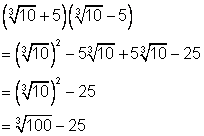 (∛10 + 5)(∛10 − 5)
= (∛10)² − 5∛10 + 5∛10 − 25
= (∛10)² − 25
= ∛100 − 25